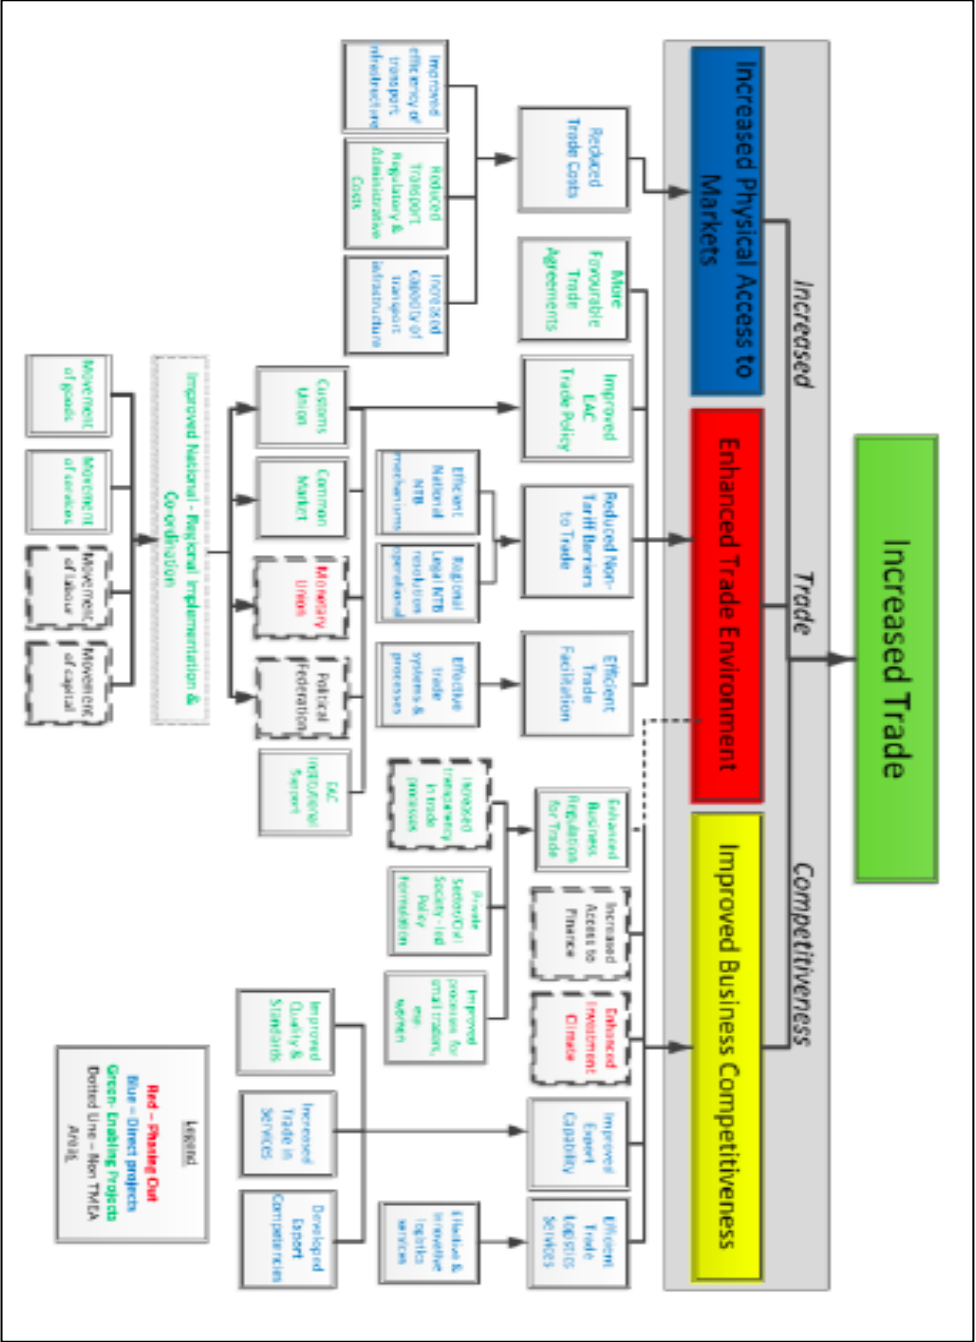 Increased Trade
Increased
Trade
Competitiveness
Increased Physical Access to
Markets
Enhanced Trade Environment
Improved Business Competitiveness
Reduced
Trade Costs
More
Favourable
Trade
Agreements
Improved
EAC
Trade Policy
Reduced Non-
Tariff Barriers
to Trade
Efficient
Trade
Facilitation
Enhanced
Business
Regulation
for Trade
Increased
Access to
Finance
Enhanced
Investment
Climate
Improved
Export
Capability
Efficient
Trade
Logistics
Services
Improved
efficiency of
transport
infrastructure
Reduced
Transport
Regulatory &
Administrative
Costs
Increased
capacity of
transport
infrastructure
Efficient
National
NTB
mechanisms
Regional
Legal NTB
resolution
operational
Effective
trade
systems &
processes
Increased
transparency
in trade
processes
Private
Sector/Civil
Society - led
Policy
Formulation
Improved
processes for
small traders,
esp.
women
Effective &
innovative
logistics
services
Customs
Union
Common
Market
Monetary
Union
Political
Federation
EAC
Institutional
Support
Improved
Quality &
Standards
Increased
Trade in
Services
Developed
Export
Competencies
Improved National - Regional Implementation &
Co-ordination
Movement
of goods
Movement
of services
Movement
of labour
Movement
of capital
Legend
Red – Phasing Out
Blue – Direct projects
Green- Enabling Projects
Dotted Line – Non TMEA
Areas